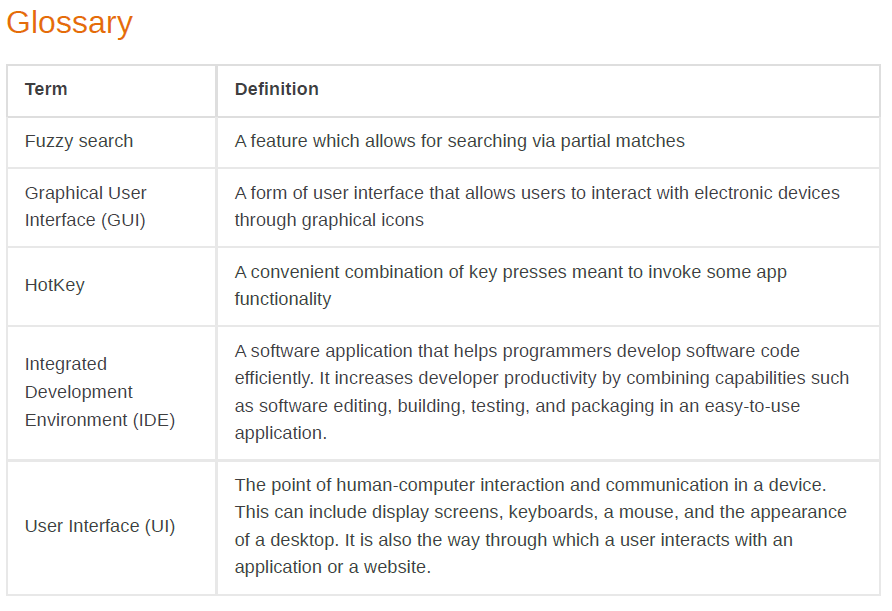 Glossary
Term
Definition
Fuzzy search
A feature which allows for searching via partial matches
Graphical User
Interface (GUI)
A form of user interface that allows users to interact with electronic devices
through graphical icons
HotKey
A convenient combination of key presses meant to invoke some app
functionality
Integrated
Development
Environment (IDE)
A software application that helps programmers develop software code
efficiently. It increases developer productivity by combining capabilities such
as software editing, building, testing, and packaging in an easy-to-use
application.
User Interface (UI)
The point of human-computer interaction and communication in a device.
This can include display screens, keyboards, a mouse, and the appearance
of a desktop. It is also the way through which a user interacts with an
application or a website.